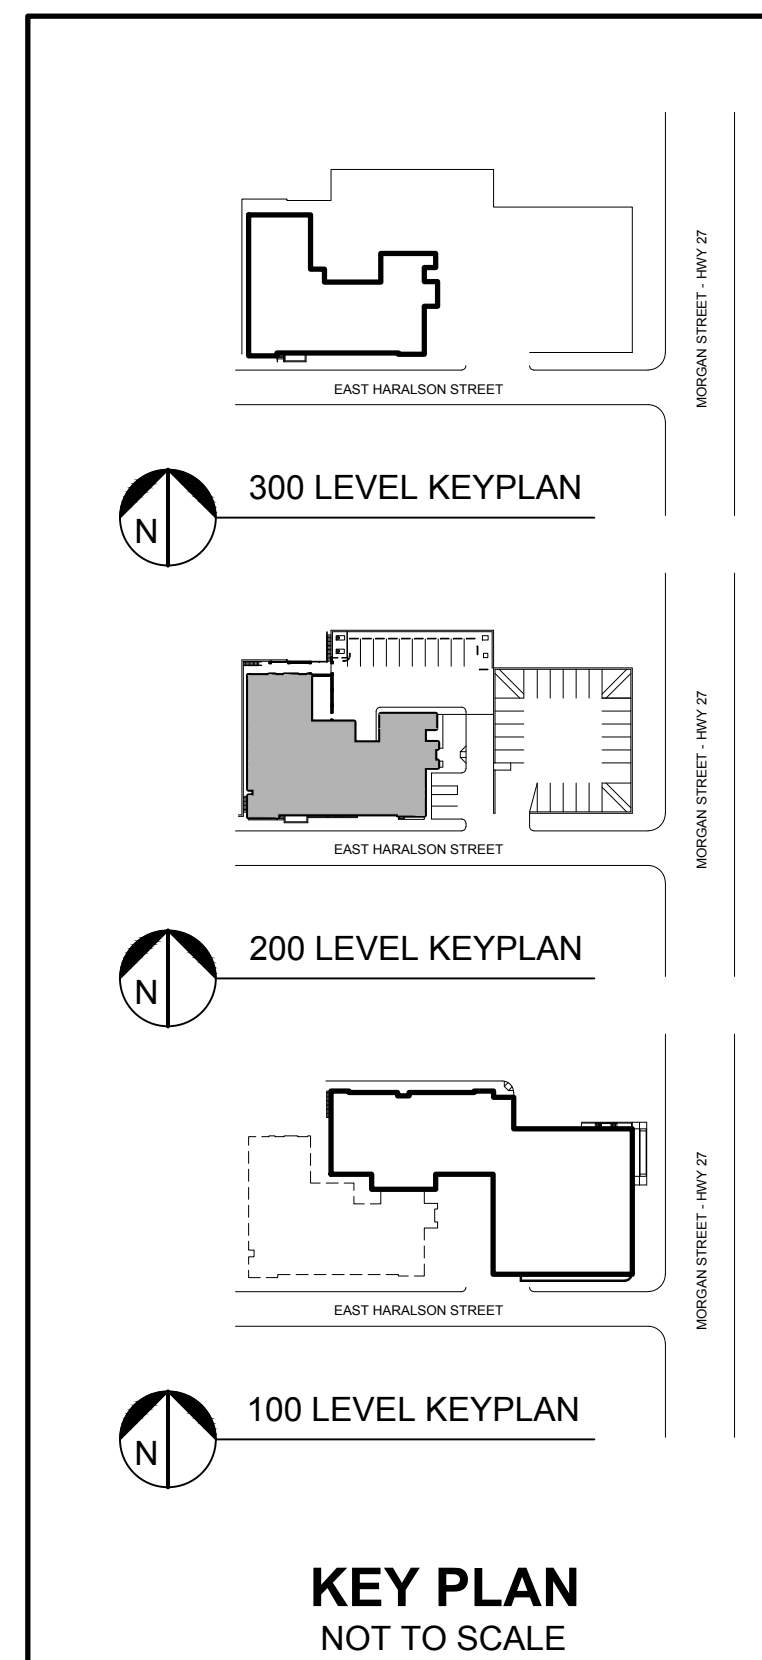 MORGAN STREET - HWY 27
EAST HARALSON STREET
300 LEVEL KEYPLAN
N
MORGAN STREET - HWY 27
EAST HARALSON STREET
200 LEVEL KEYPLAN
N
MORGAN STREET - HWY 27
EAST HARALSON STREET
100 LEVEL KEYPLAN
N
KEY PLAN
NOT TO SCALE